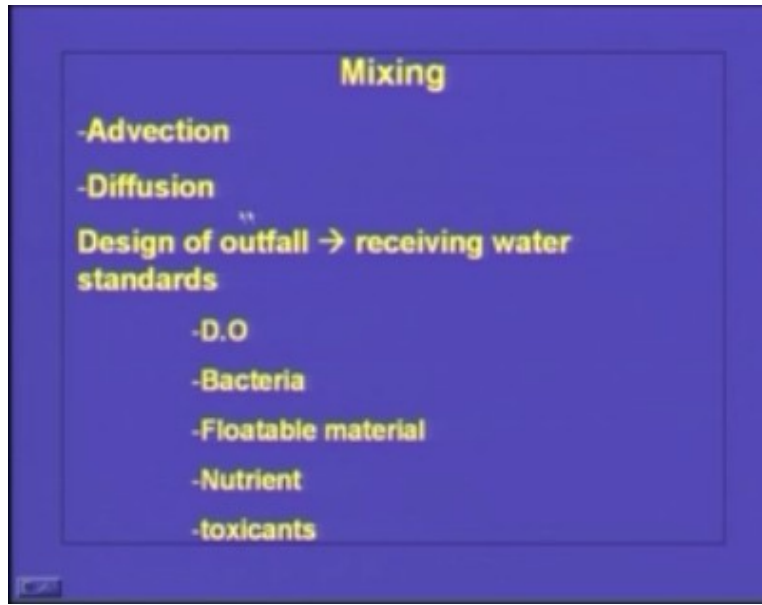 Mixing
-Advection
-Diffusion
Design of outfall → receiving water
standards
-D.O
-Bacteria
-Floatable material
-Nutrient
-toxicants